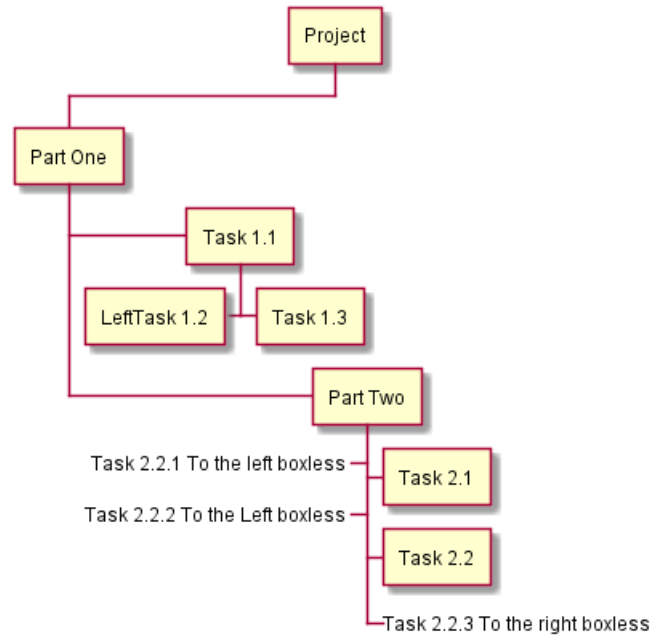 Project
Part One
Task 1.1
LeftTask 1.2
Task 1.3
Part Two
Task 2.2.1 To the left boxless
Task 2.1
Task 2.2.2 To the Left boxless
Task 2.2
Task 2.2.3 To the right boxless